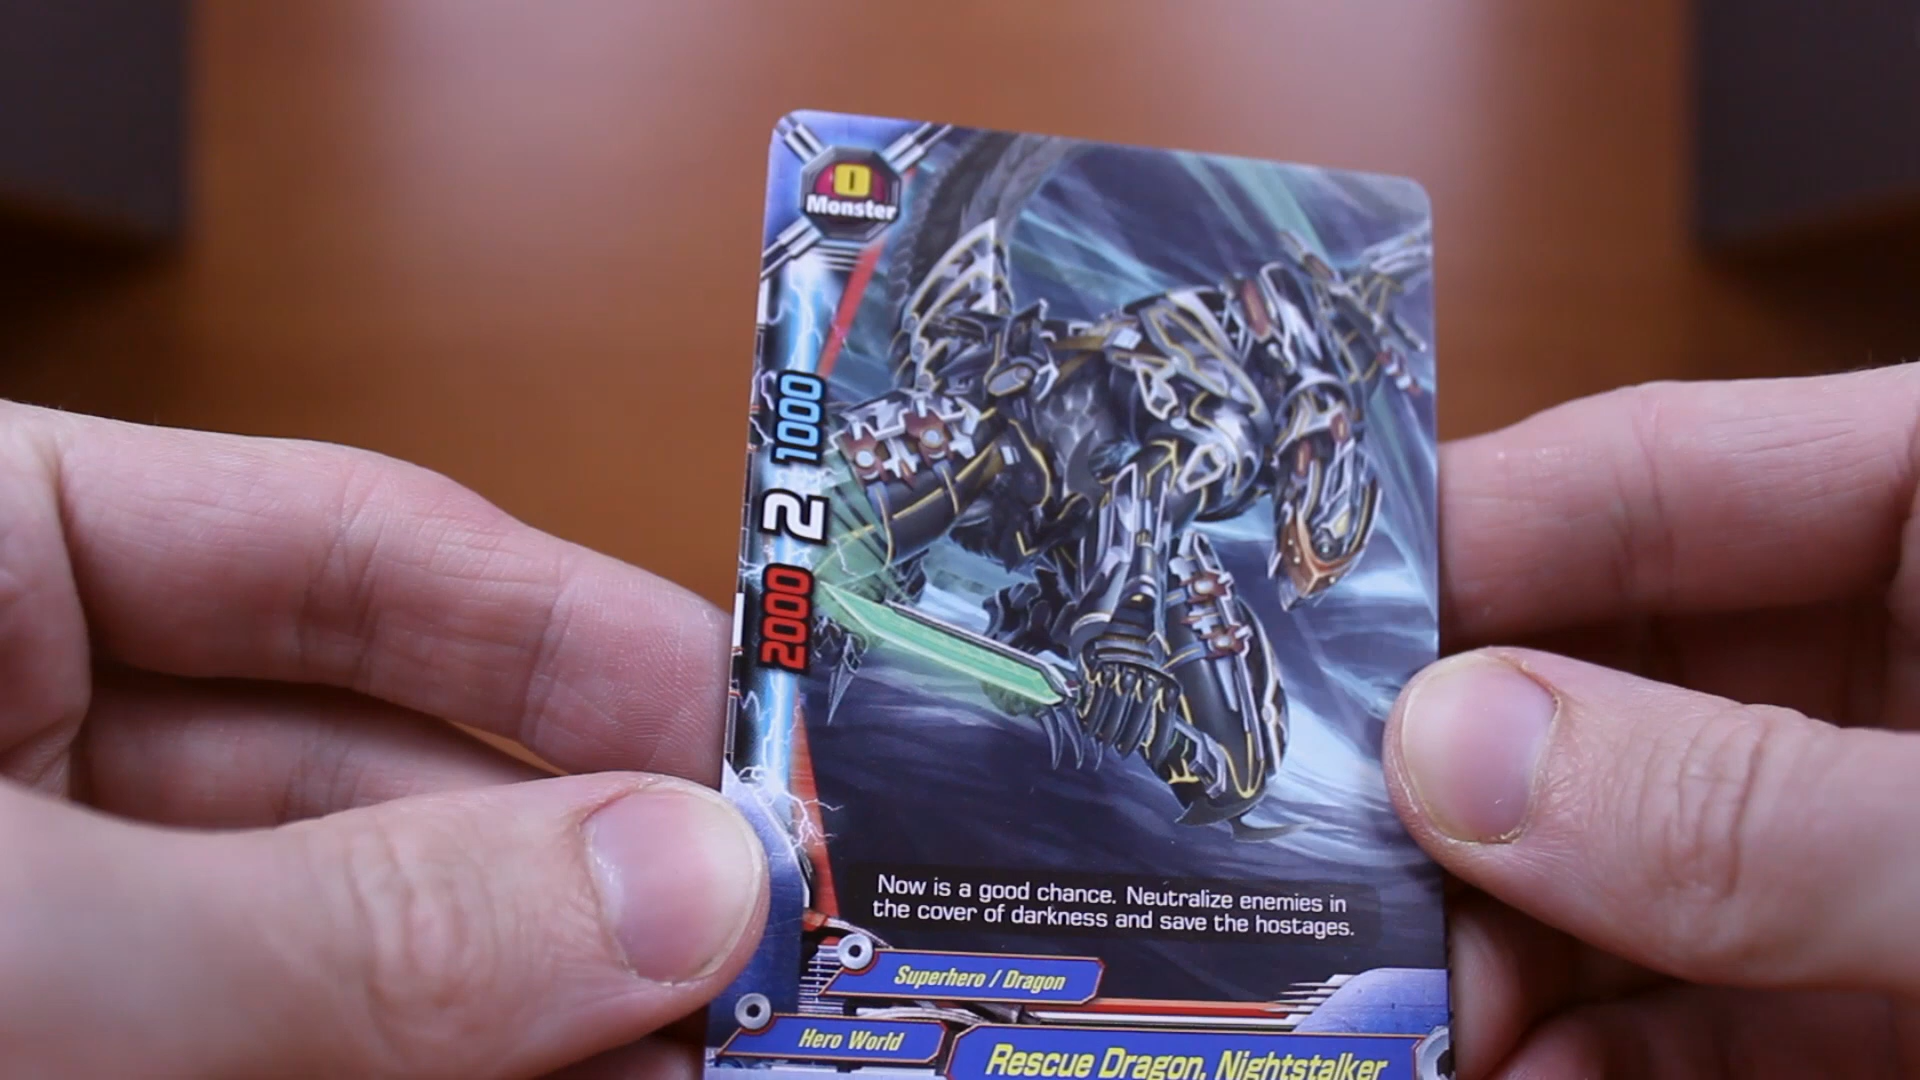 0
Monster
1000
2
2000
Now is a good chance. Neutralize enemies in
the cover of darkness and save the hostages.
Superhero / Dragon
Hero World
Rescue Dragon, Nightstalker